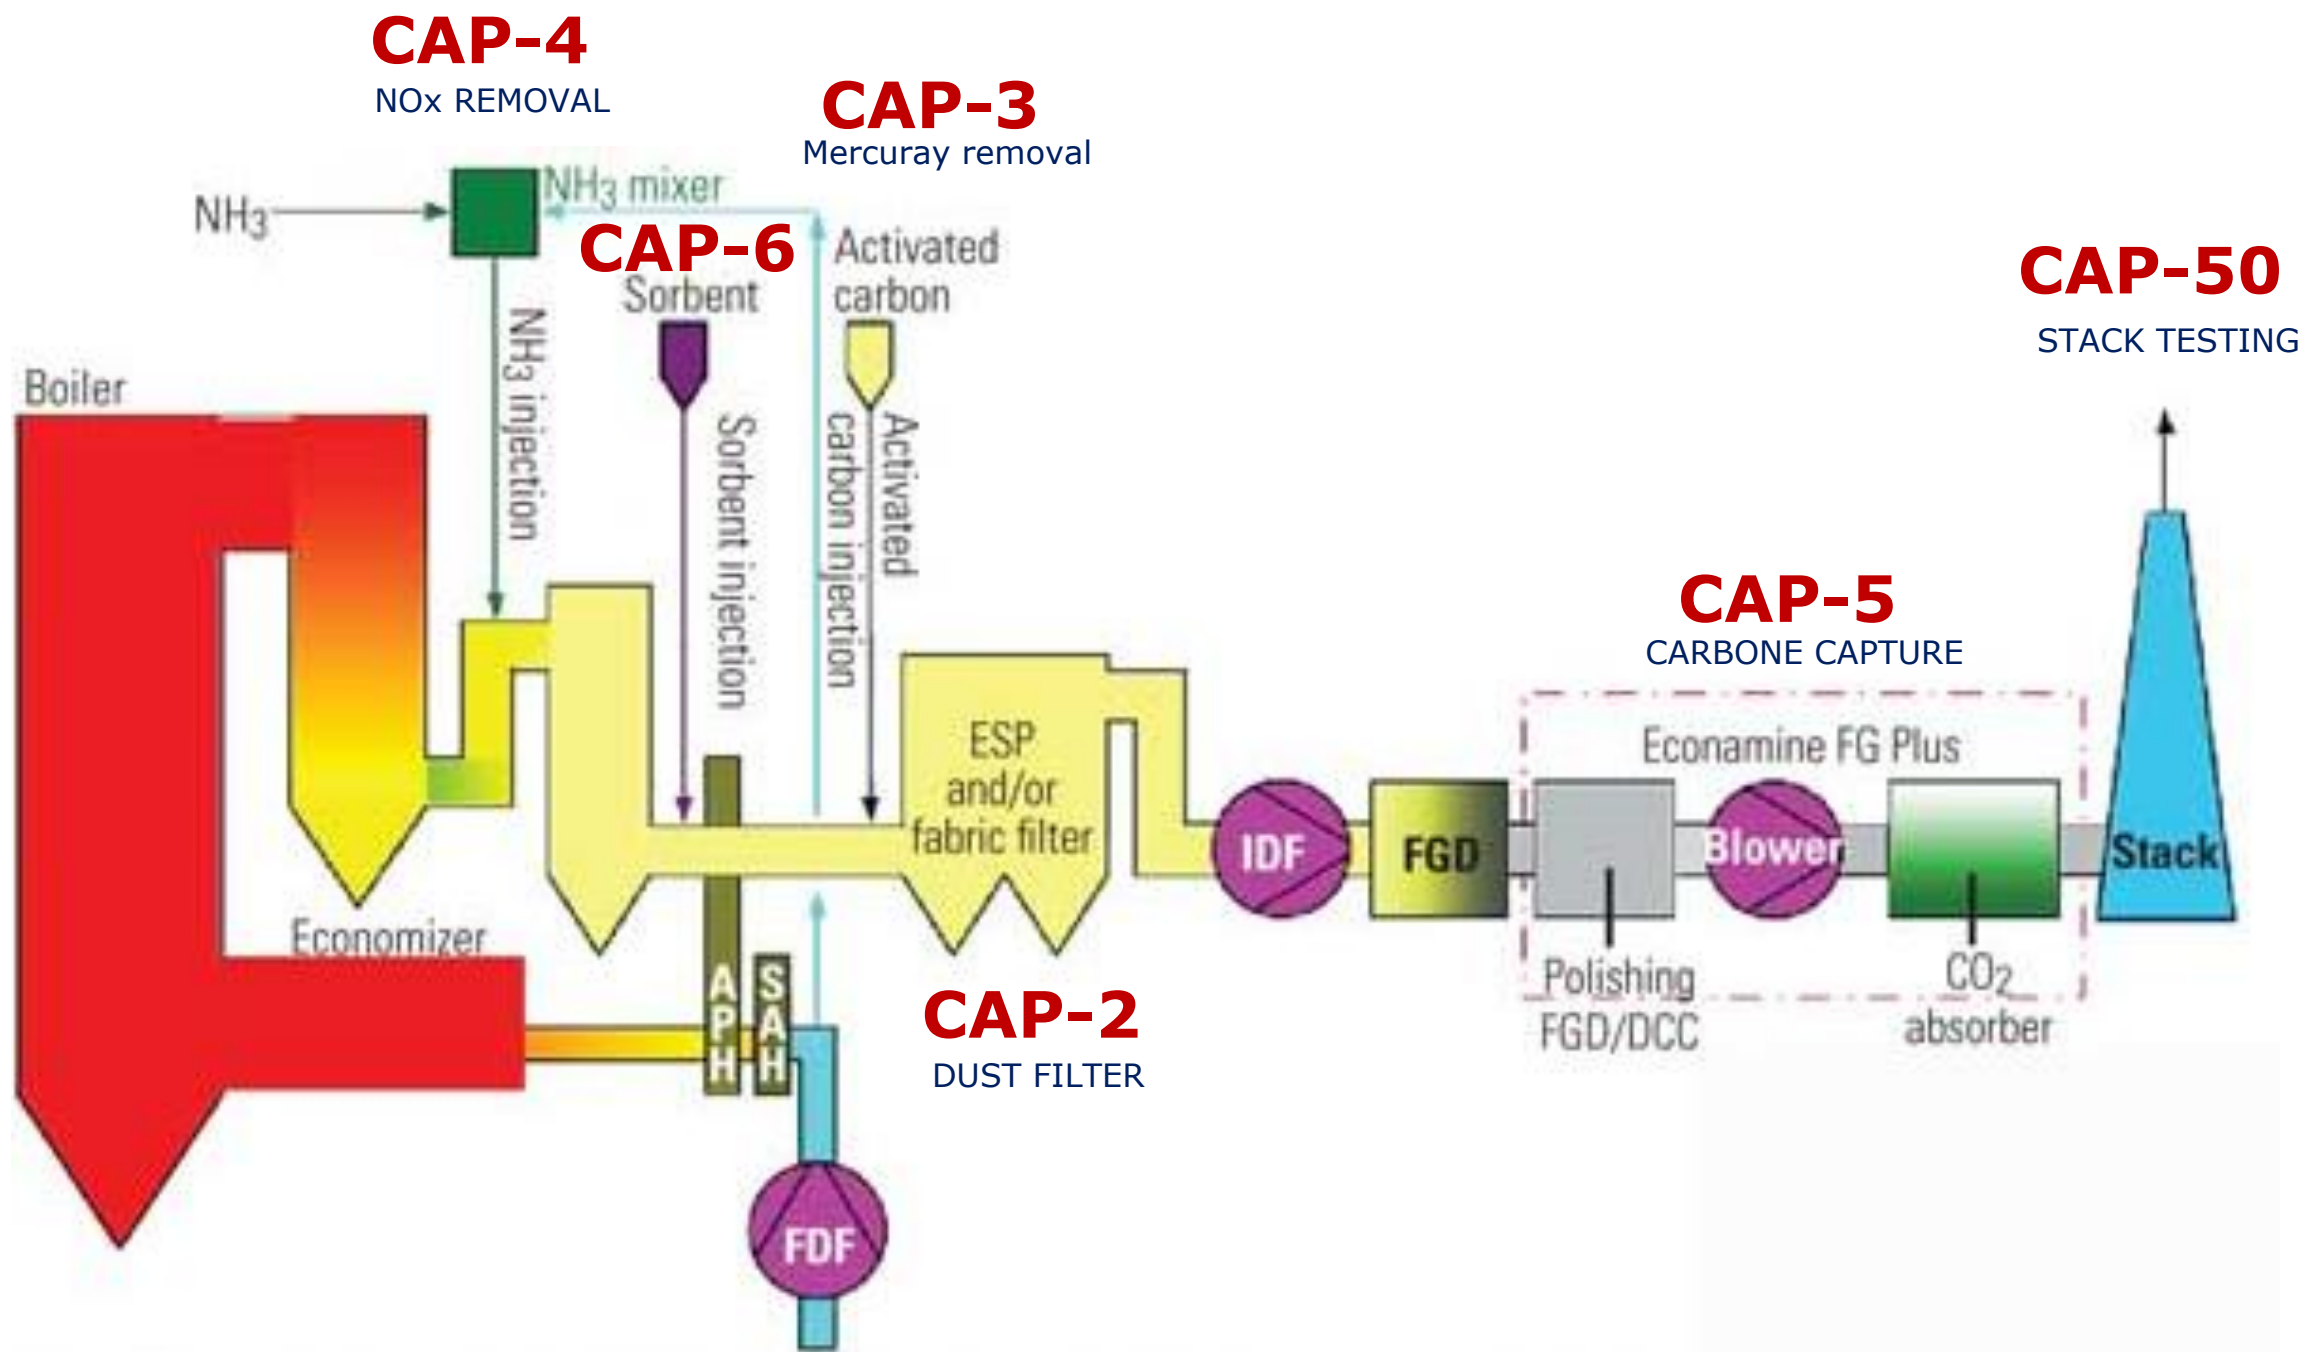 CAP-4
NOx REMOVAL
CAP-3
Mercuray removal
NH3
NH3 mixer
CAP-6
Sorbent
Activated
carbon
CAP-50
STACK TESTING
Boiler
NH3 injection
Sorbent injection
Activated
carbon injection
CAP-5
CARBONE CAPTURE
Econamine FG Plus
ESP
and/or
fabric filter
IDF
FGD
Blower
Stack
Economizer
Polishing
FGD/DCC
CO2
absorber
APH
SAH
CAP-2
DUST FILTER
FDF